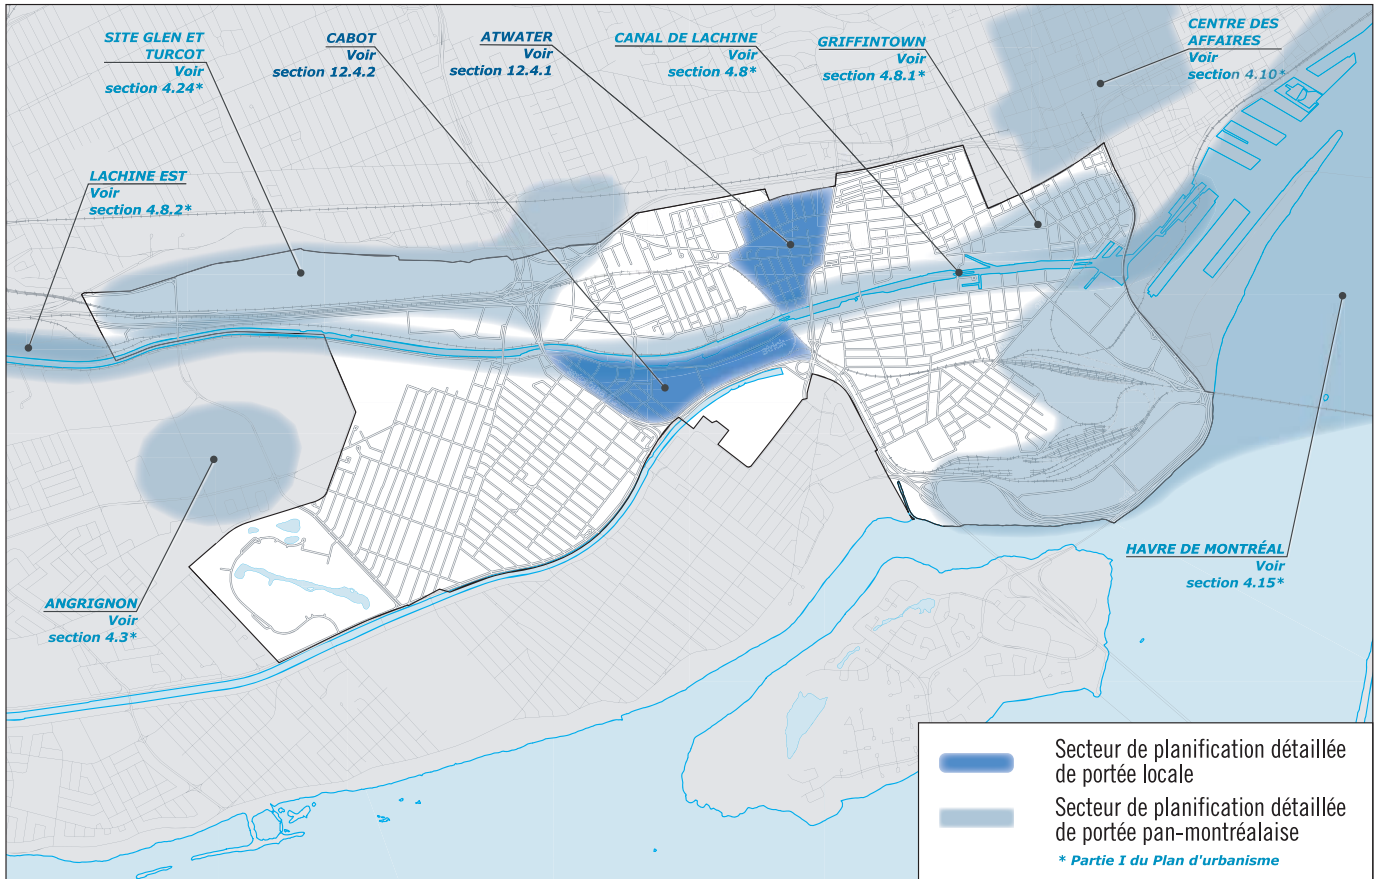 SITE GLEN ET
TURCOT
Voir
section 4.24*
CABOT
Voir
section 12.4.2
ATWATER
Voir
section 12.4.1
CANAL DE LACHINE
Voir
section 4.8*
GRIFFINTOWN
Voir
section 4.8.1*
CENTRE DES
AFFAIRES
Voir
section 4.10*
LACHINE EST
Voir
section 4.8.2*
ANGRIGNON
Voir
section 4.3*
HAVRE DE MONTRÉAL
Voir
section 4.15*
Secteur de planification détaillée
de portée locale
Secteur de planification détaillée
de portée pan-montréalaise
* Partie I du Plan d'urbanisme